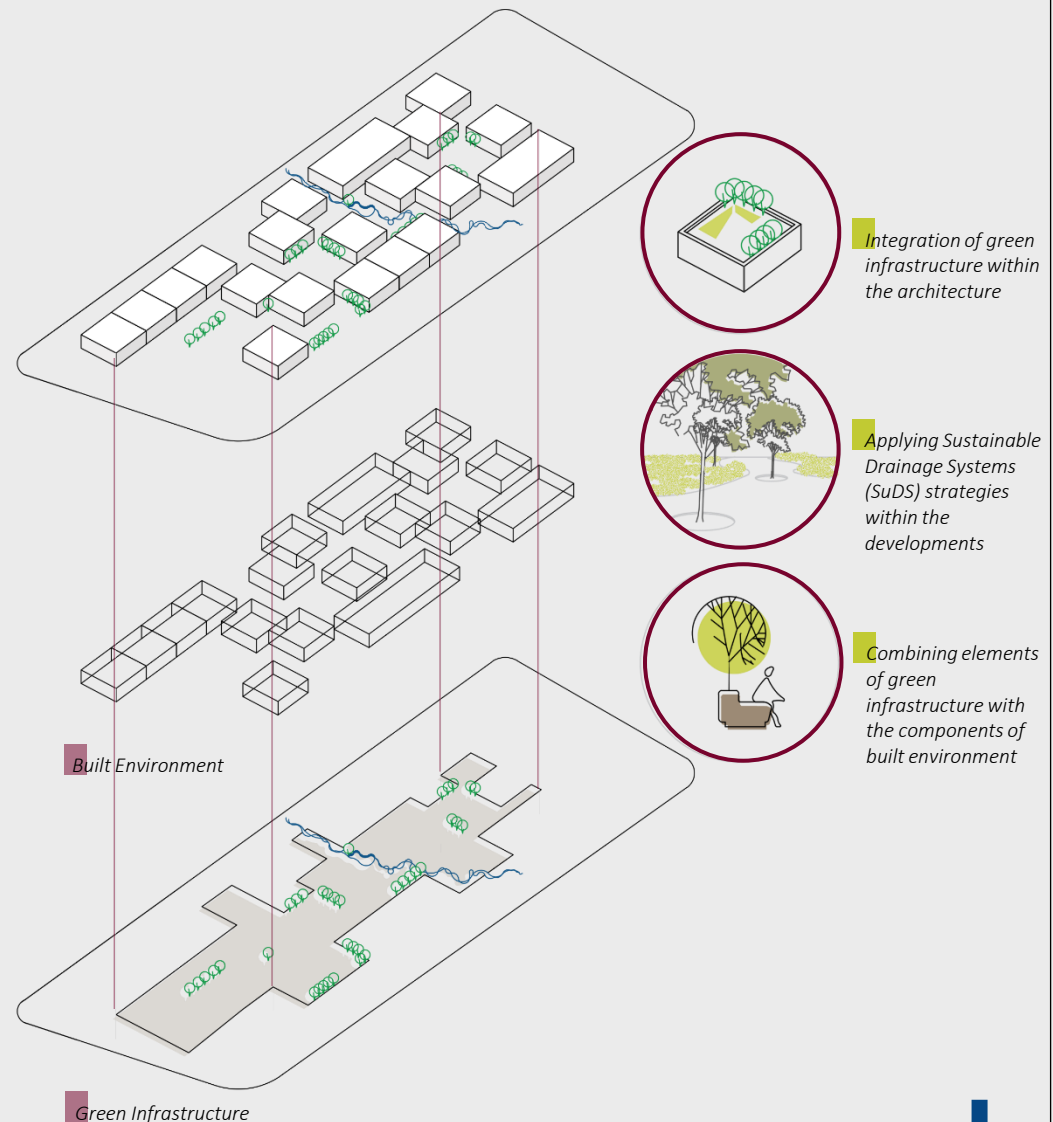 Integration of green
infrastructure within
the architecture
Applying Sustainable
Drainage Systems
(SuDS) strategies
within the
developments
Combining elements
of green
infrastructure with
the components of
built environment
Built Environment
Green Infrastructure